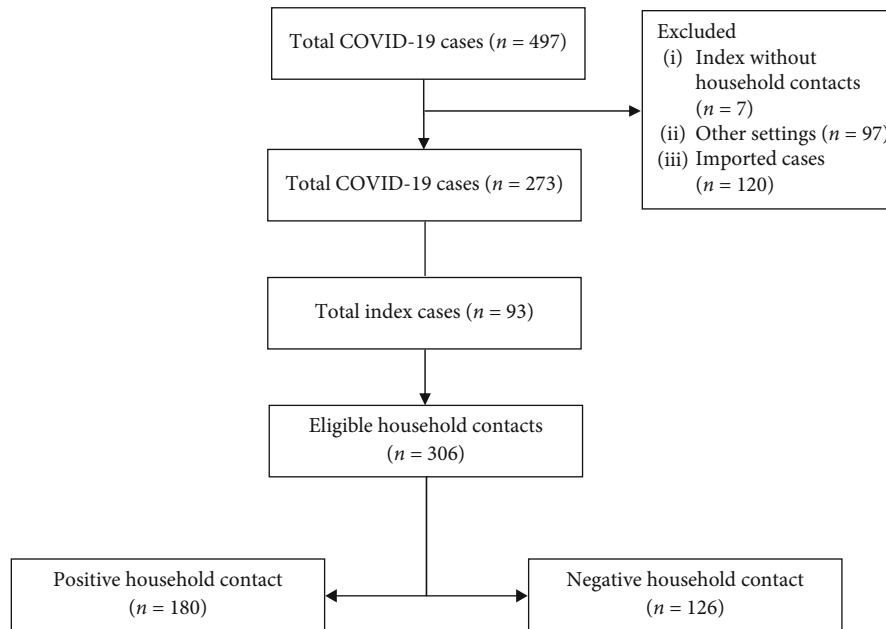 Total COVID-19 cases (n = 497)
Excluded
(i) Index without
household contacts
(n = 7)
(ii) Other settings (n = 97)
(iii) Imported cases
(n = 120)
Total COVID-19 cases (n = 273)
Total index cases (n = 93)
Eligible household contacts
(n = 306)
Positive household contact
(n = 180)
Negative household contact
(n = 126)